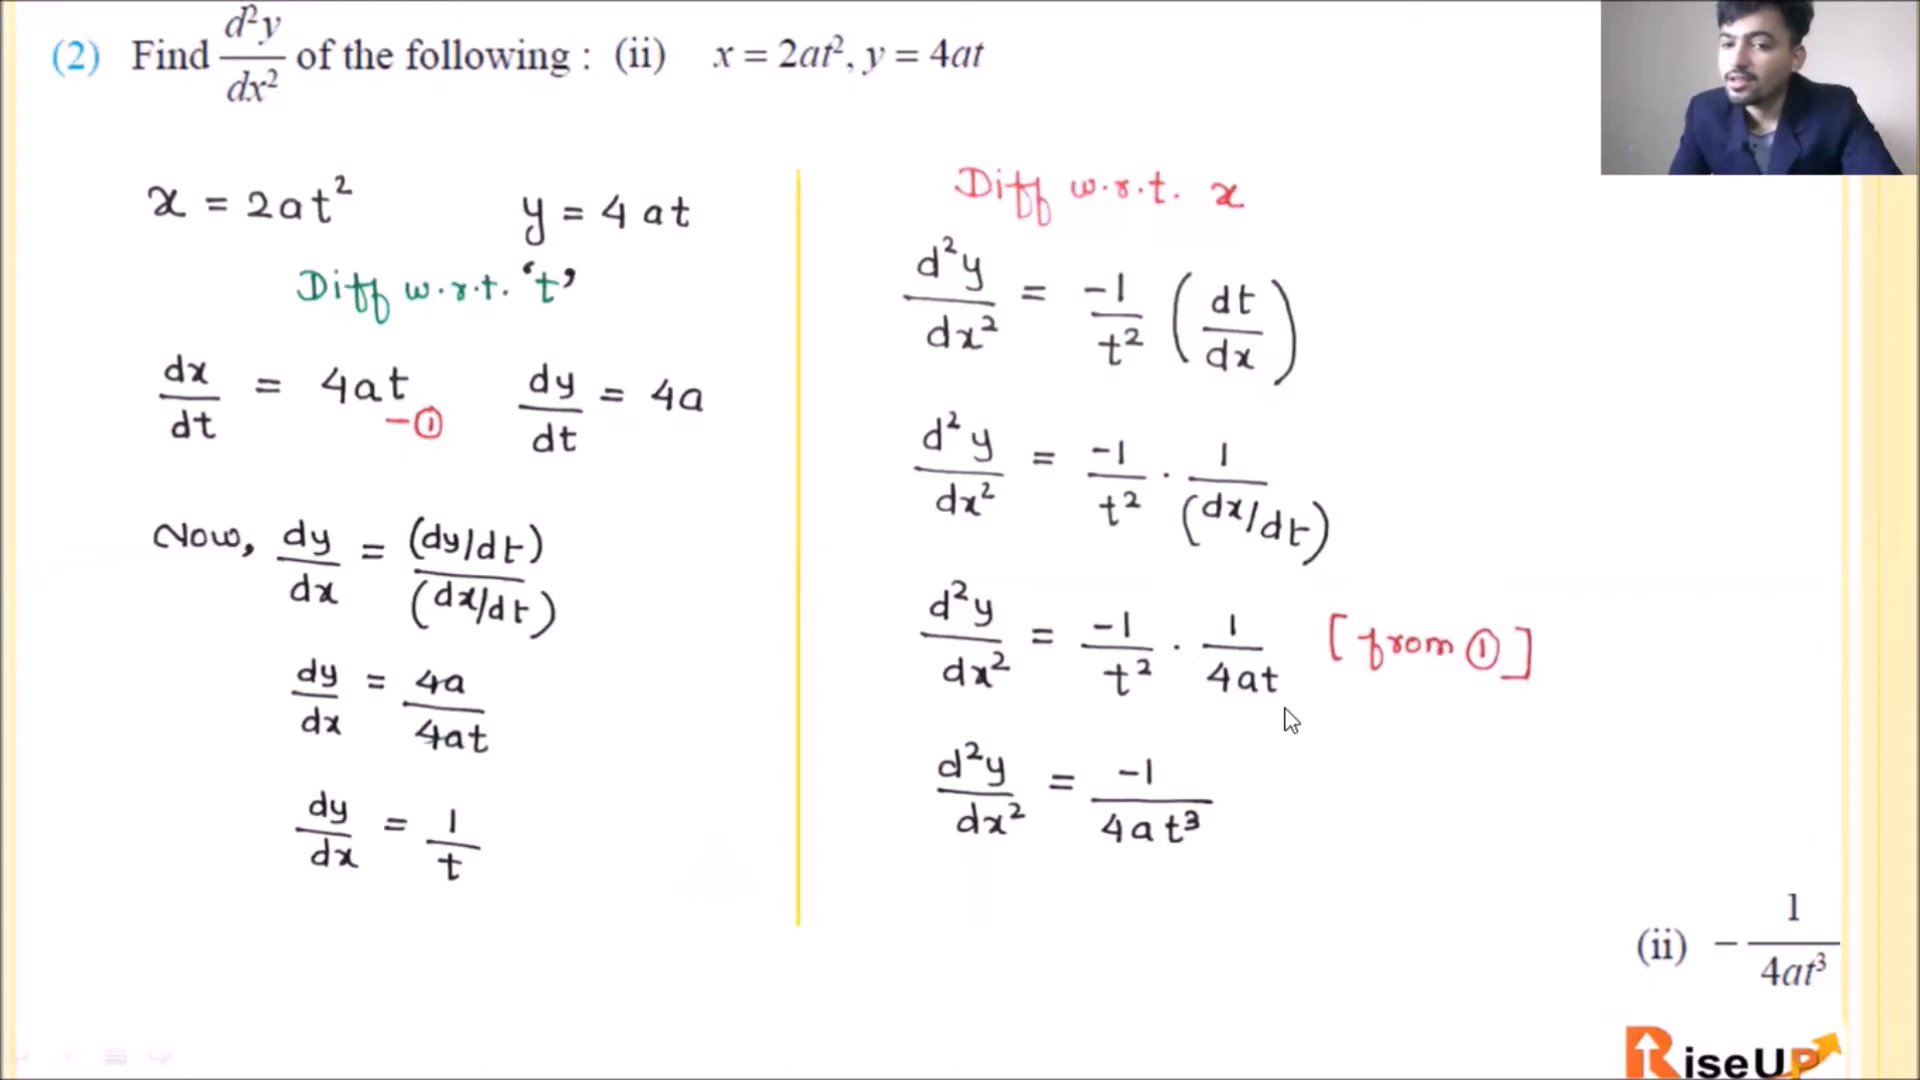 (2) Find d²y/dx² of the following : (ii) x = 2at², y = 4at
x = 2at² y = 4at
Diff w.r.t. 't'
dx/dt = 4at -① dy/dt = 4a
Now, dy/dx = (dy/dt)/(dx/dt)
dy/dx = 4a/4at
dy/dx = 1/t
Diff w.r.t. x
d²y/dx² = -1/t² (dt/dx)
d²y/dx² = -1/t² · 1/(dx/dt)
d²y/dx² = -1/t² · 1/4at [from ①]
d²y/dx² = -1/4at³
(ii) - 1/4at³
RiseUP